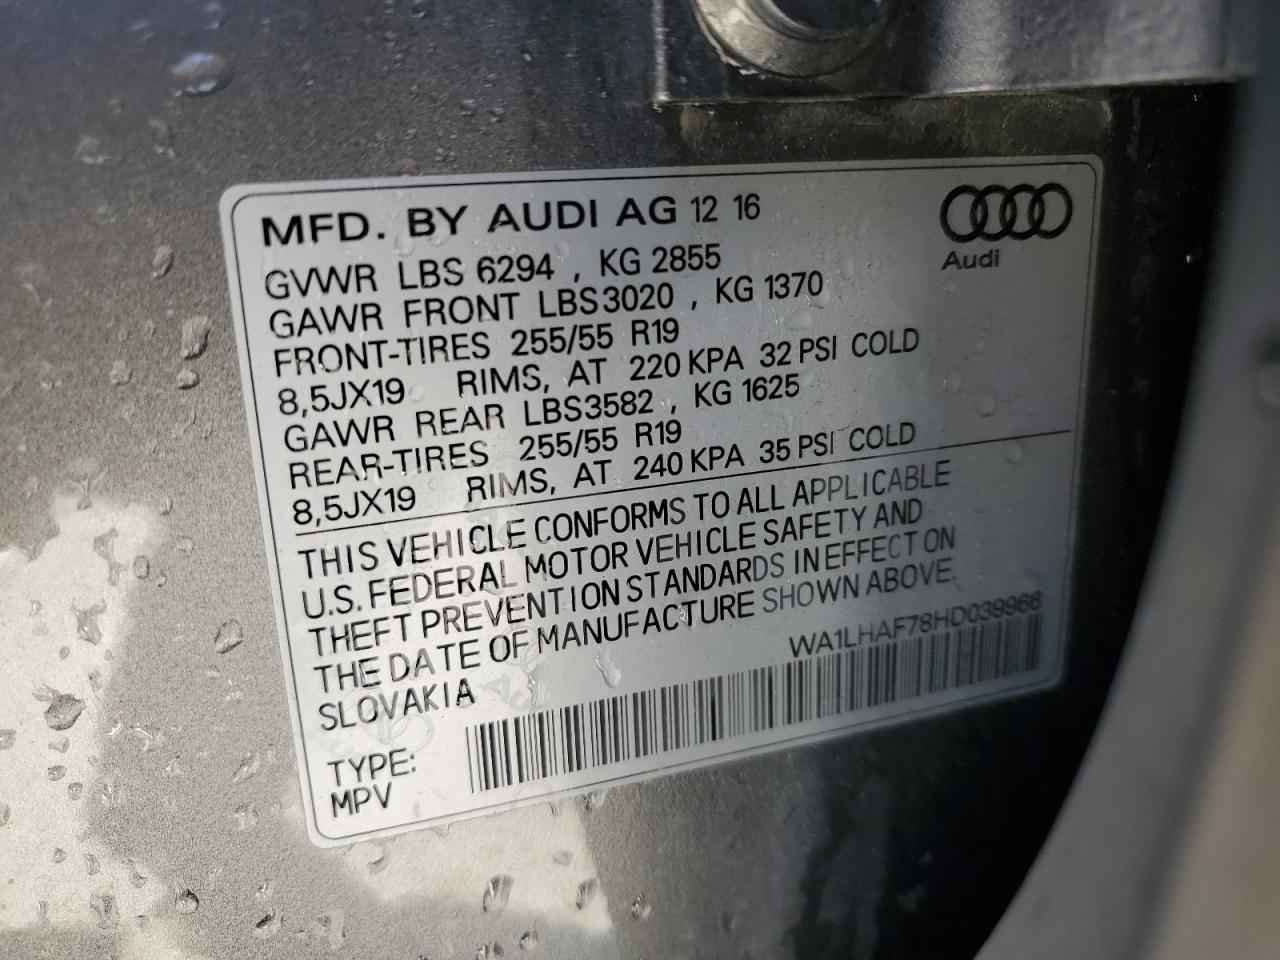 MFD. BY AUDI AG 12 16
Audi
GVWR LBS 6294 , KG 2855
GAWR FRONT LBS3020 , KG 1370
FRONT-TIRES 255/55 R19
8,5JX19 RIMS, AT 220 KPA 32 PSI COLD
GAWR REAR LBS3582 , KG 1625
REAR-TIRES 255/55 R19
8,5JX19 RIMS, AT 240 KPA 35 PSI COLD
THIS VEHICLE CONFORMS TO ALL APPLICABLE
U.S. FEDERAL MOTOR VEHICLE SAFETY AND
THEFT PREVENTION STANDARDS IN EFFECT ON
THE DATE OF MANUFACTURE SHOWN ABOVE.
SLOVAKIA
WA1LHAF78HD039966
TYPE:
MPV